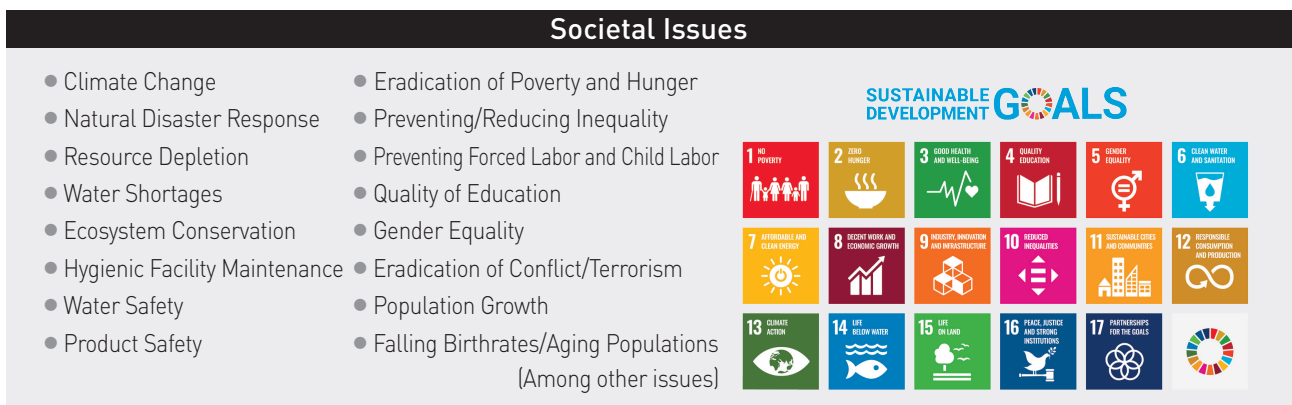 Societal Issues
● Climate Change
● Natural Disaster Response
● Resource Depletion
● Water Shortages
● Ecosystem Conservation
● Hygienic Facility Maintenance
● Water Safety
● Product Safety
● Eradication of Poverty and Hunger
● Preventing/Reducing Inequality
● Preventing Forced Labor and Child Labor
● Quality of Education
● Gender Equality
● Eradication of Conflict/Terrorism
● Population Growth
● Falling Birthrates/Aging Populations
(Among other issues)
SUSTAINABLE
DEVELOPMENT GOALS
1 NO
POVERTY
2 ZERO
HUNGER
3 GOOD HEALTH
AND WELL-BEING
4 QUALITY
EDUCATION
5 GENDER
EQUALITY
6 CLEAN WATER
AND SANITATION
7 AFFORDABLE AND
CLEAN ENERGY
8 DECENT WORK AND
ECONOMIC GROWTH
9 INDUSTRY, INNOVATION
AND INFRASTRUCTURE
10 REDUCED
INEQUALITIES
11 SUSTAINABLE CITIES
AND COMMUNITIES
12 RESPONSIBLE
CONSUMPTION
AND PRODUCTION
13 CLIMATE
ACTION
14 LIFE
BELOW WATER
15 LIFE
ON LAND
16 PEACE, JUSTICE
AND STRONG
INSTITUTIONS
17 PARTNERSHIPS
FOR THE GOALS